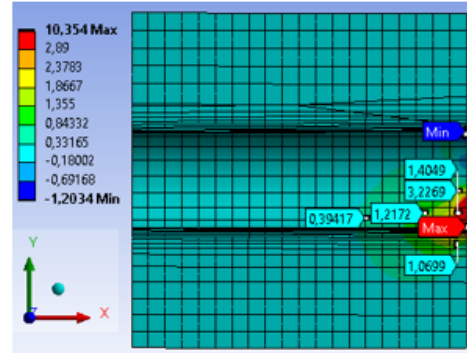 10,354 Max
2,89
2,3783
1,8667
1,355
0,84332
0,33165
-0,18002
-0,69168
-1,2034 Min
Min
1,4049
3,2269
0,39417
1,2172
Max
1,0699
Y
Z
X